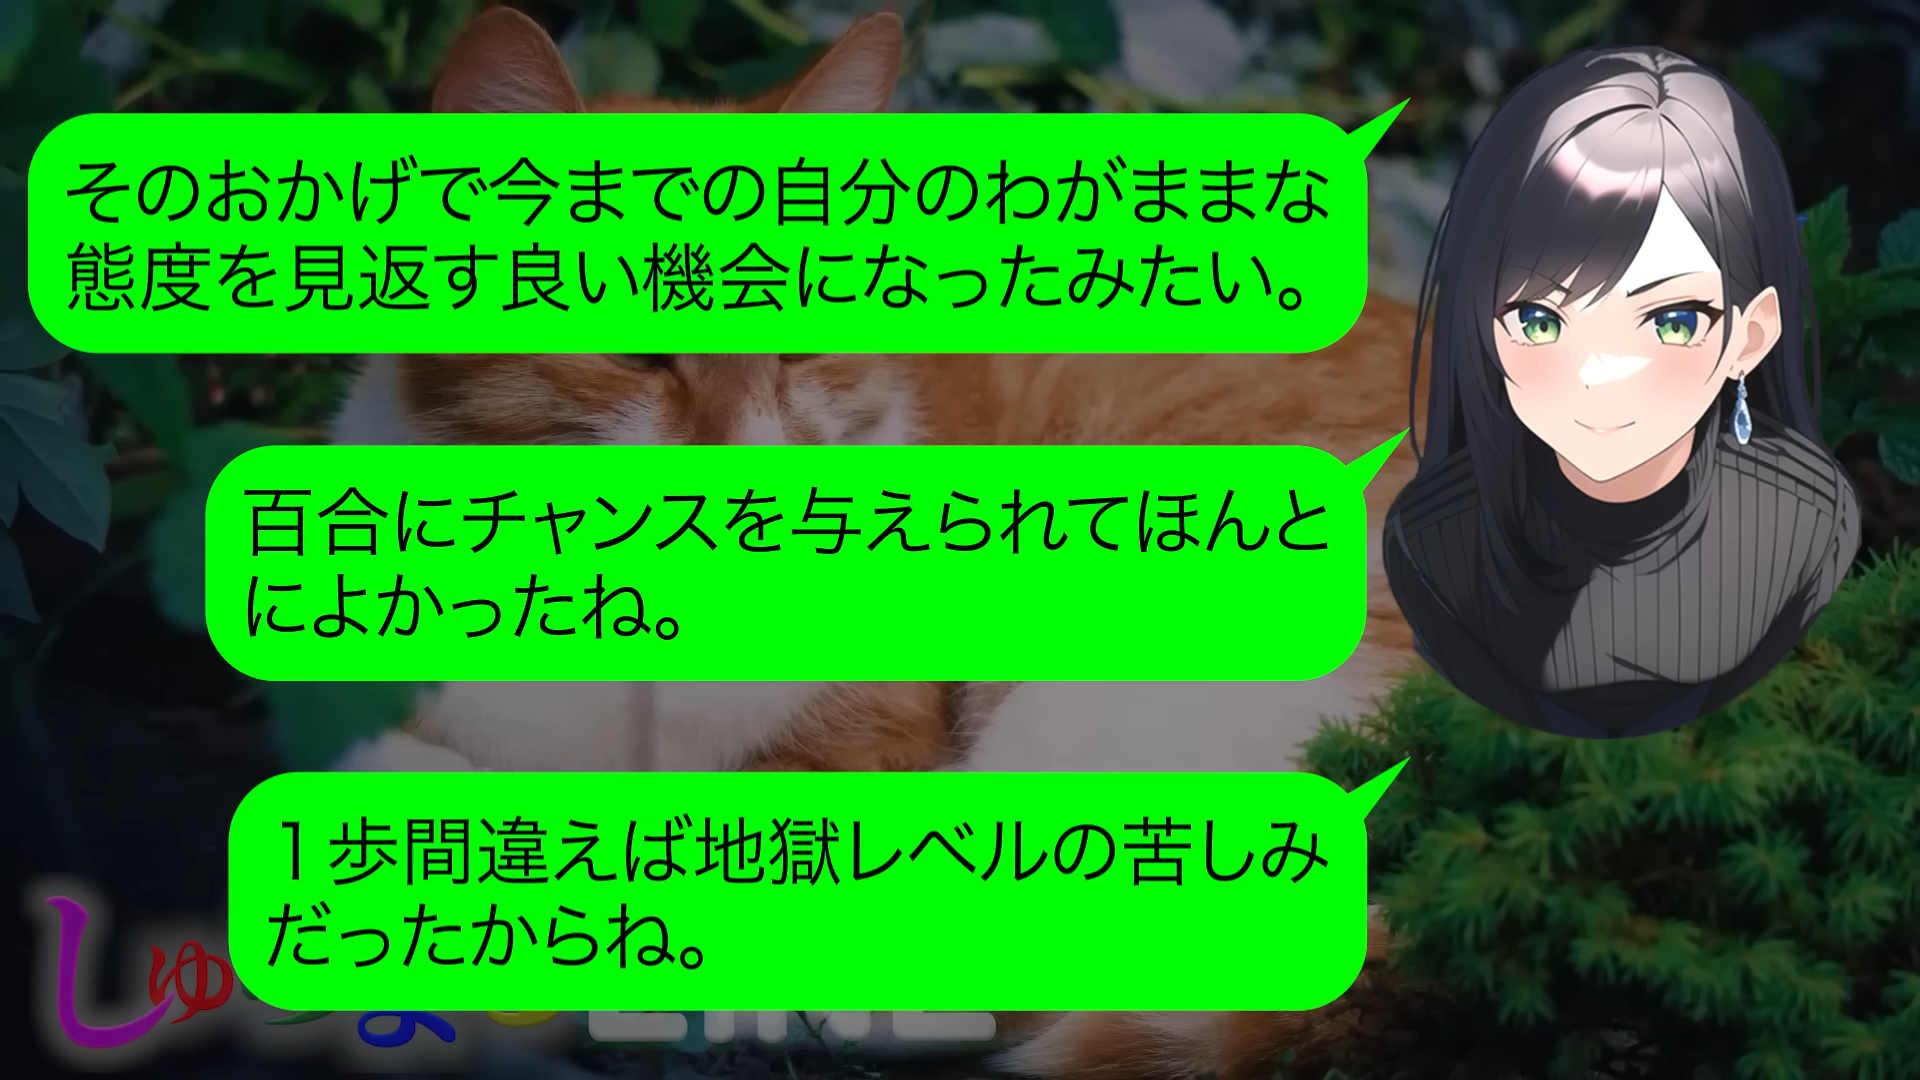 そのおかげで今までの自分のわがままな
態度を見返す良い機会になったみたい。
百合にチャンスを与えられてほんと
によかったね。
１歩間違えば地獄レベルの苦しみ
だったからね。
しゅ
LINE